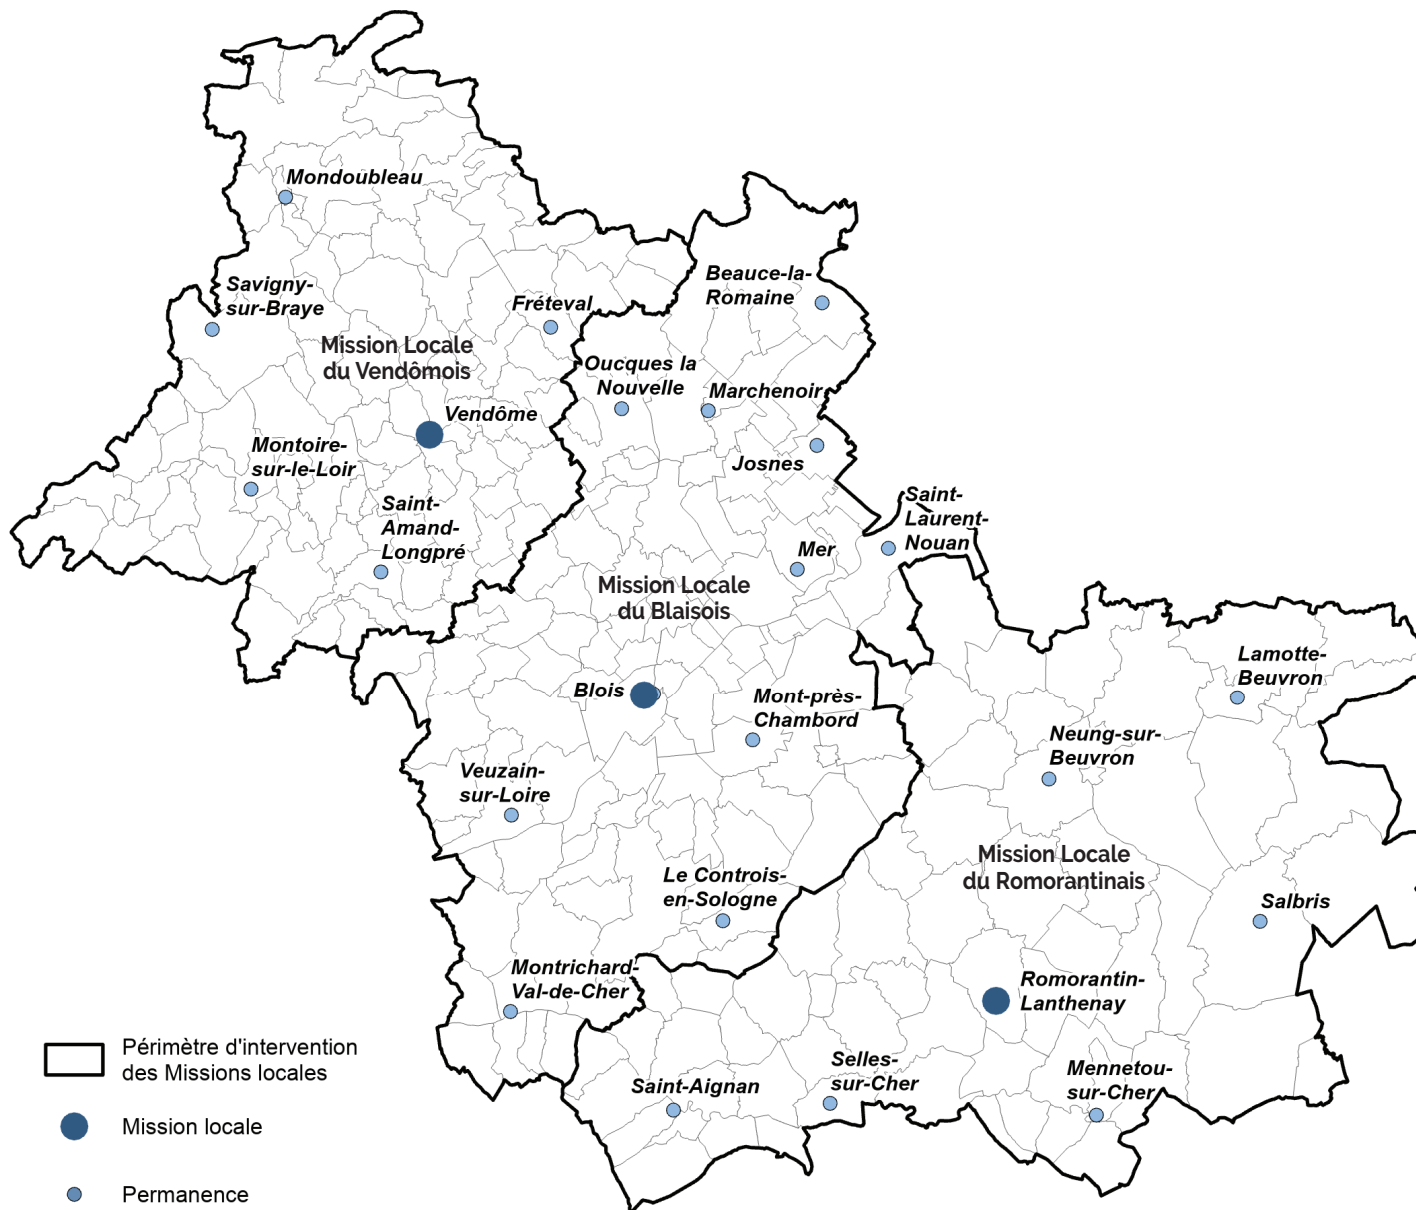 Mondoubleau
Savigny-
sur-Braye
Fréteval
Mission Locale
du Vendômois
Vendôme
Montoire-
sur-le-Loir
Saint-
Amand-
Longpré
Beauce-la-
Romaine
Oucques la
Nouvelle
Marchenoir
Josnes
Saint-
Laurent-
Nouan
Mer
Mission Locale
du Blaisois
Blois
Mont-près-
Chambord
Veuzain-
sur-Loire
Le Controis-
en-Sologne
Montrichard-
Val-de-Cher
Lamotte-
Beuvron
Neung-sur-
Beuvron
Mission Locale
du Romorantinais
Salbris
Romorantin-
Lanthenay
Selles-
sur-Cher
Saint-Aignan
Mennetou-
sur-Cher
Périmètre d'intervention
des Missions locales
Mission locale
Permanence